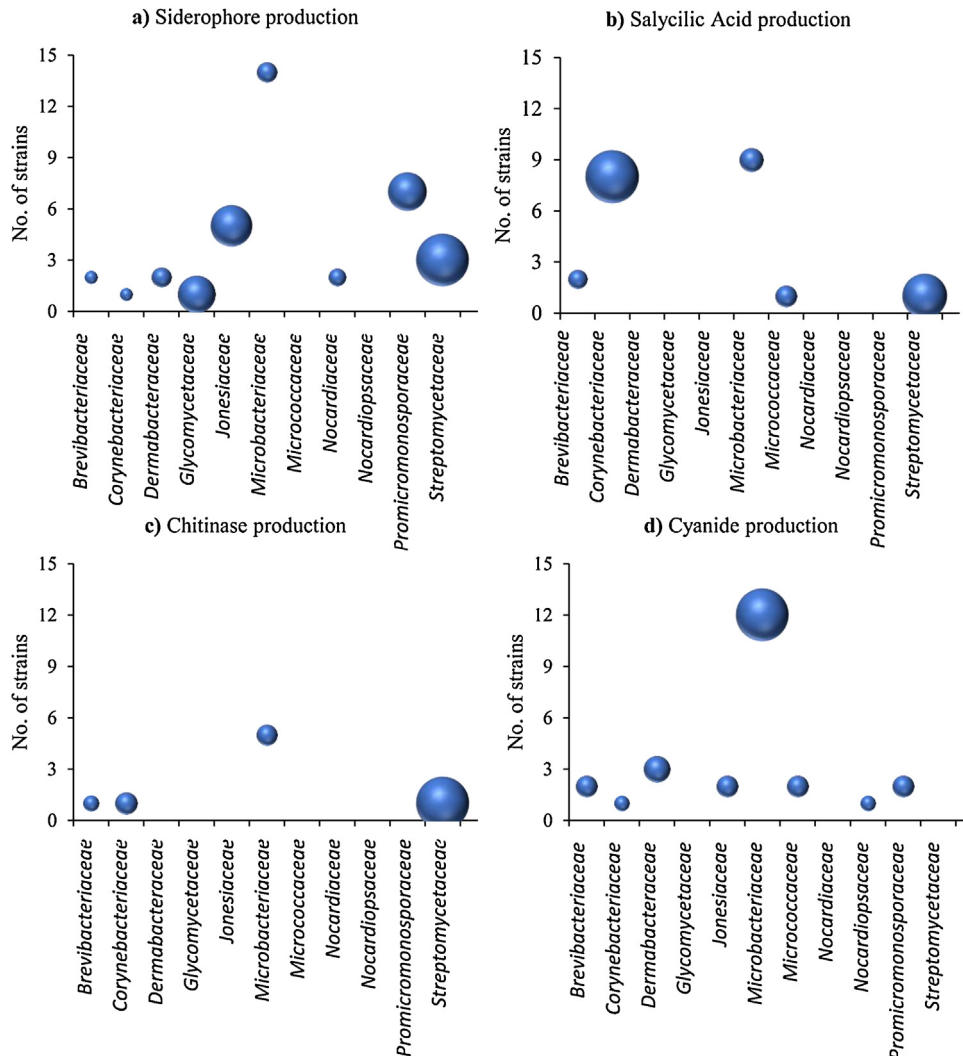 a) Siderophore production
15
12
9
6
3
0
No. of strains
Brevibacteriaceae
Corynebacteriaceae
Dermabacteraceae
Glycomycetaceae
Jonesiaceae
Microbacteriaceae
Micrococcaceae
Nocardiaceae
Nocardiopsaceae
Promicromonosporaceae
Streptomycetaceae
b) Salycilic Acid production
15
12
9
6
3
0
No. of strains
Brevibacteriaceae
Corynebacteriaceae
Dermabacteraceae
Glycomycetaceae
Jonesiaceae
Microbacteriaceae
Micrococcaceae
Nocardiaceae
Nocardiopsaceae
Promicromonosporaceae
Streptomycetaceae
c) Chitinase production
15
12
9
6
3
0
No. of strains
Brevibacteriaceae
Corynebacteriaceae
Dermabacteraceae
Glycomycetaceae
Jonesiaceae
Microbacteriaceae
Micrococcaceae
Nocardiaceae
Nocardiopsaceae
Promicromonosporaceae
Streptomycetaceae
d) Cyanide production
15
12
9
6
3
0
No. of strains
Brevibacteriaceae
Corynebacteriaceae
Dermabacteraceae
Glycomycetaceae
Jonesiaceae
Microbacteriaceae
Micrococcaceae
Nocardiaceae
Nocardiopsaceae
Promicromonosporaceae
Streptomycetaceae